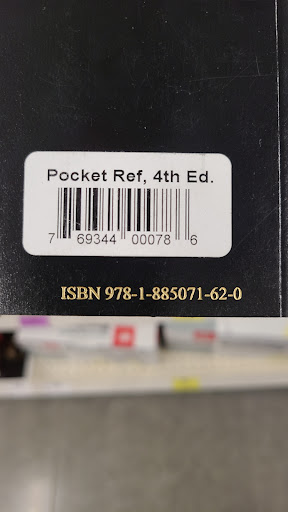 Pocket Ref, 4th Ed.
7 69344 00078 6
ISBN 978-1-885071-62-0